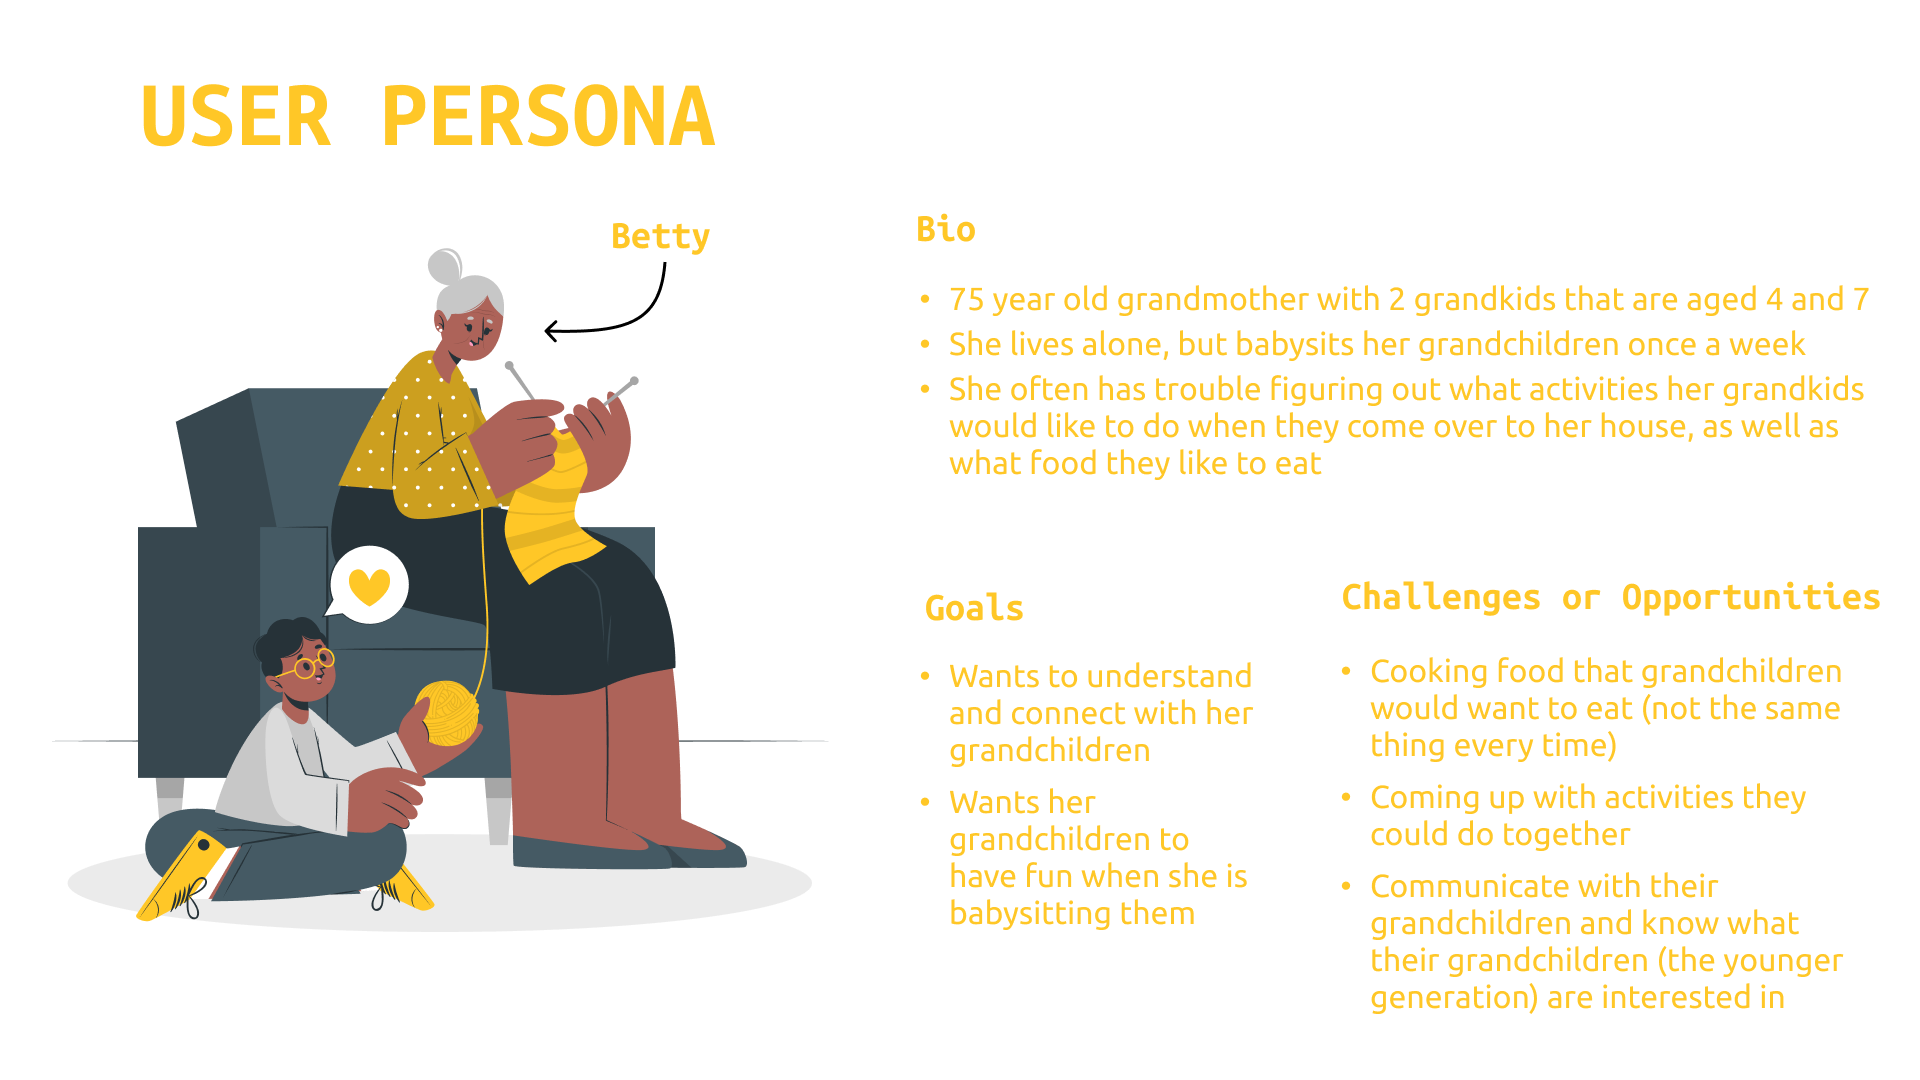 USER PERSONA
Betty
Bio
• 75 year old grandmother with 2 grandkids that are aged 4 and 7
• She lives alone, but babysits her grandchildren once a week
• She often has trouble figuring out what activities her grandkids
would like to do when they come over to her house, as well as
what food they like to eat
Goals
• Wants to understand
and connect with her
grandchildren
• Wants her
grandchildren to
have fun when she is
babysitting them
Challenges or Opportunities
• Cooking food that grandchildren
would want to eat (not the same
thing every time)
• Coming up with activities they
could do together
• Communicate with their
grandchildren and know what
their grandchildren (the younger
generation) are interested in